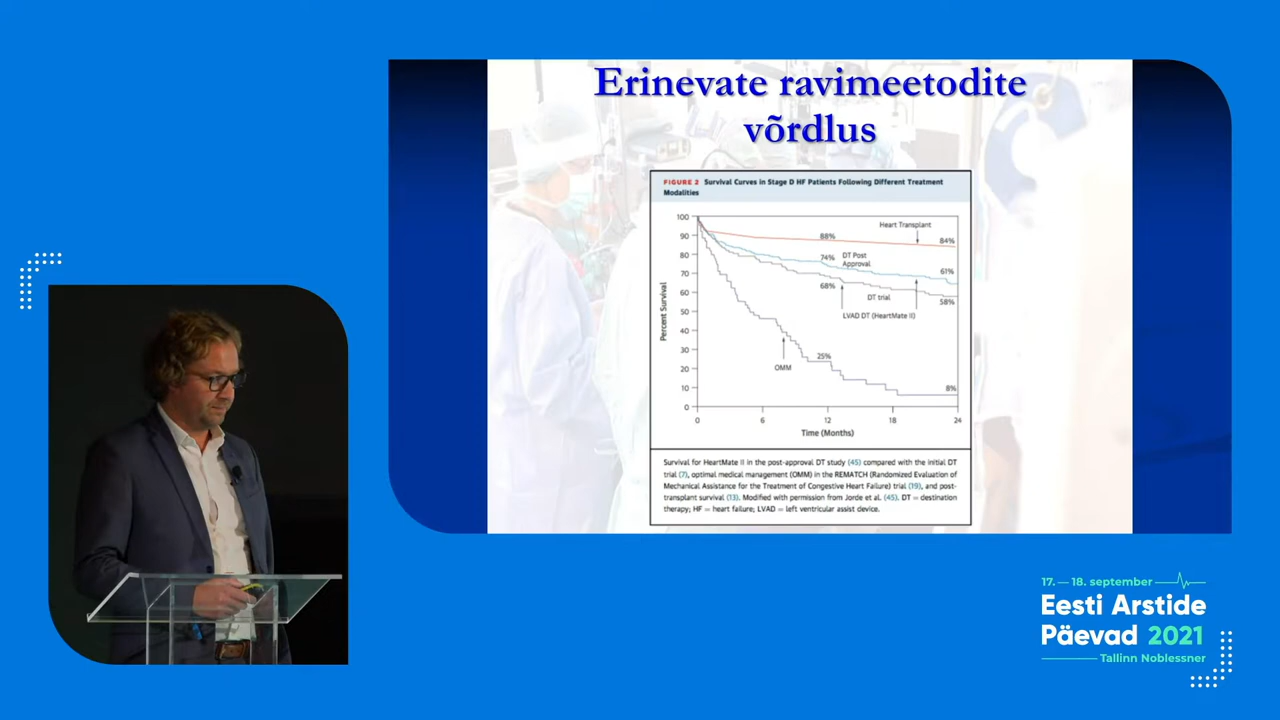 Erinevate ravimeetodite
võrdlus
FIGURE 2 Survival Curves in Stage D HF Patients Following Different Treatment
Modalities
100
90
80
70
60
50
40
30
20
10
0
Percent Survival
0
6
12
18
24
Time (Months)
Heart Transplant
88%
84%
74%
DT Post
Approval
61%
68%
DT trial
58%
LVAD DT (HeartMate II)
OMM
25%
8%
Survival for HeartMate II in the post-approval DT study (45) compared with the initial DT
trial (7), optimal medical management (OMM) in the REMATCH (Randomized Evaluation of
Mechanical Assistance for the Treatment of Congestive Heart Failure) trial (19), and post-
transplant survival (13). Modified with permission from Jorde et al. (45). DT = destination
therapy; HF = heart failure; LVAD = left ventricular assist device.
17. — 18. september
Eesti Arstide
Päevad 2021
Tallinn Noblessner